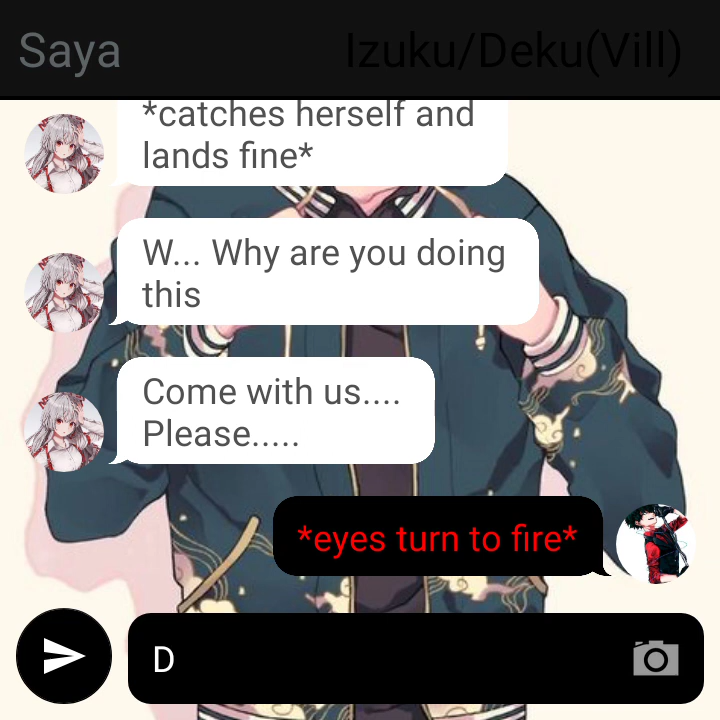 Saya
Izuku/Deku(Vill)
*catches herself and
lands fine*
W... Why are you doing
this
Come with us....
Please.....
*eyes turn to fire*
D